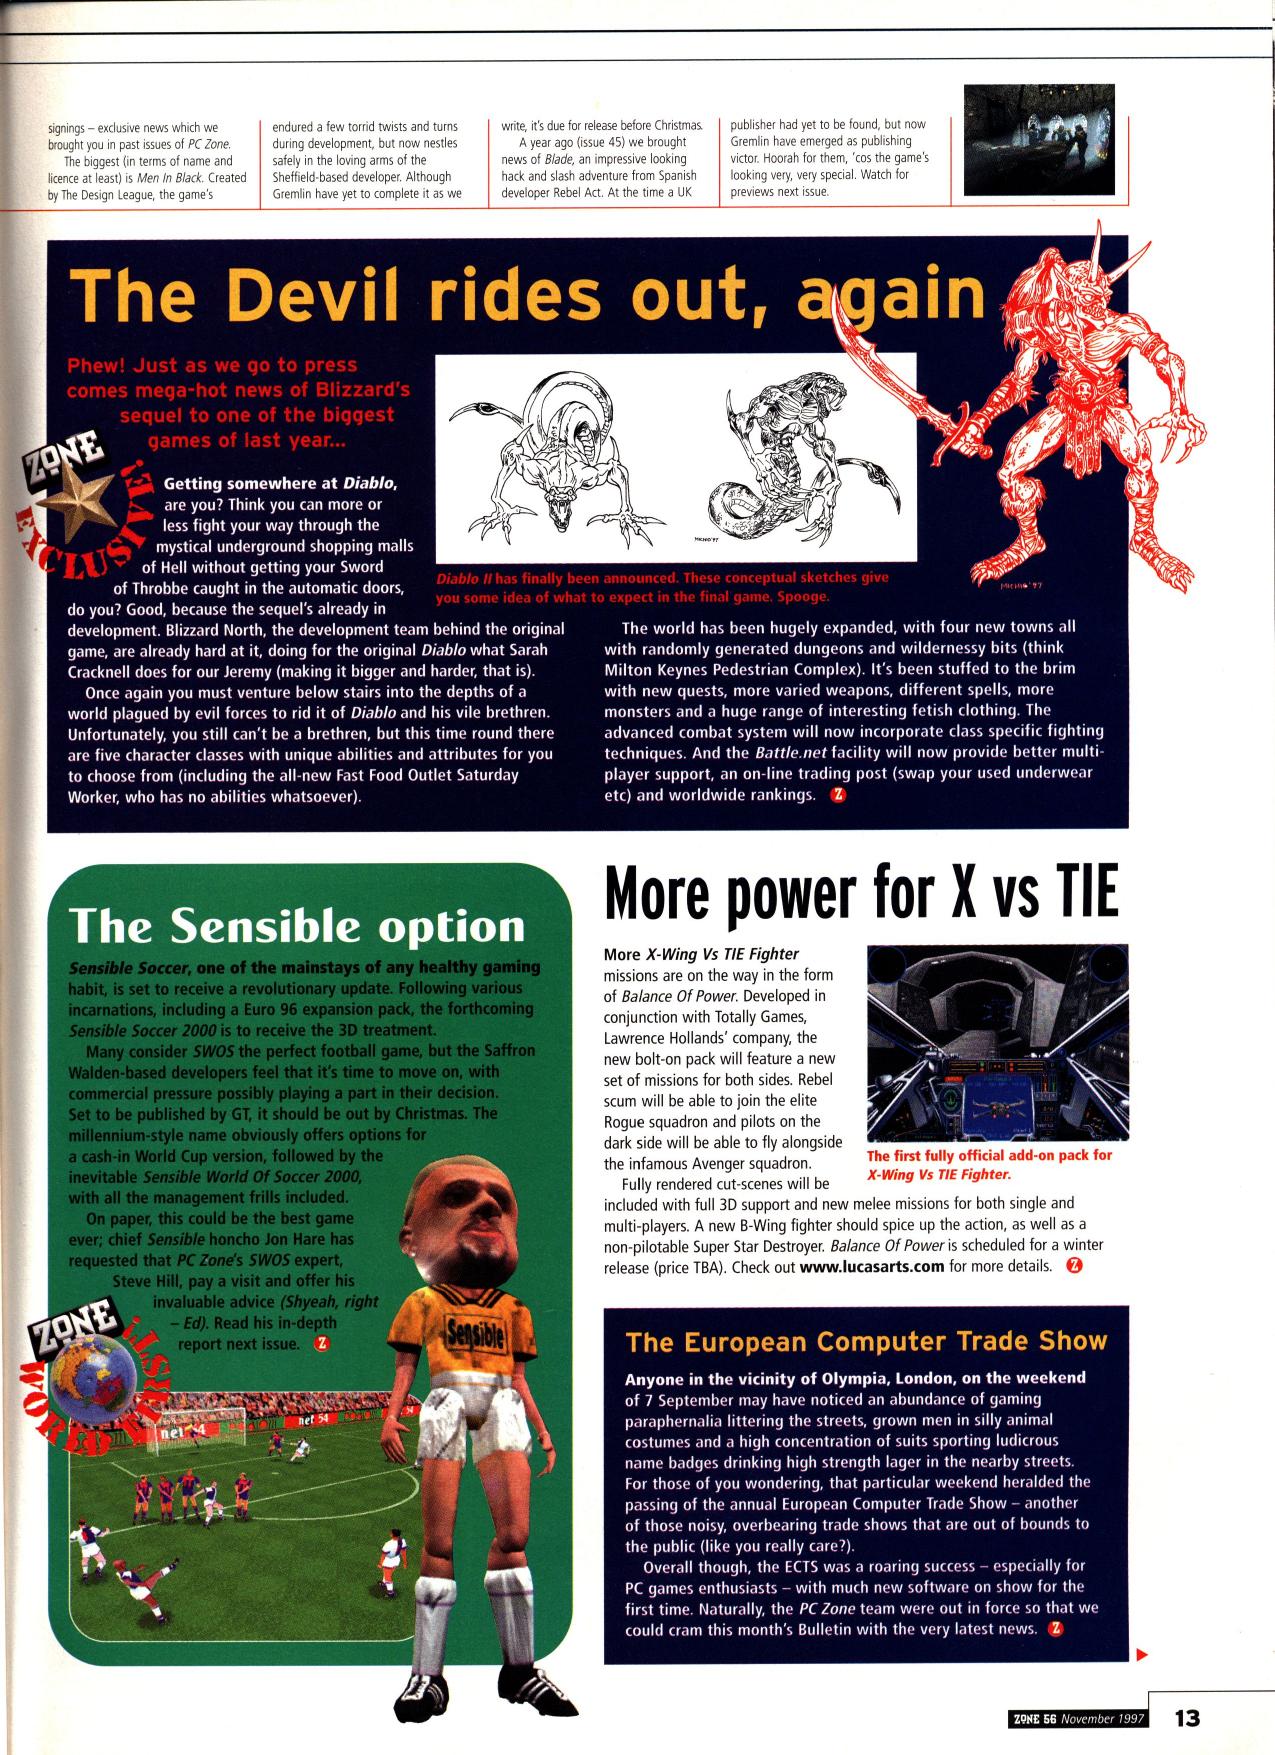 signings – exclusive news which we
brought you in past issues of PC Zone.
The biggest (in terms of name and
licence at least) is Men In Black. Created
by The Design League, the game's
endured a few torrid twists and turns
during development, but now nestles
safely in the loving arms of the
Sheffield-based developer. Although
Gremlin have yet to complete it as we
write, it's due for release before Christmas.
A year ago (issue 45) we brought
news of Blade, an impressive looking
hack and slash adventure from Spanish
developer Rebel Act. At the time a UK
publisher had yet to be found, but now
Gremlin have emerged as publishing
victor. Hoorah for them, 'cos the game's
looking very, very special. Watch for
previews next issue.
The Devil rides out, again
Phew! Just as we go to press
comes mega-hot news of Blizzard's
sequel to one of the biggest
games of last year...
ZONE
EXCLUSIVE!
Getting somewhere at Diablo,
are you? Think you can more or
less fight your way through the
mystical underground shopping malls
of Hell without getting your Sword
of Throbbe caught in the automatic doors,
do you? Good, because the sequel's already in
development. Blizzard North, the development team behind the original
game, are already hard at it, doing for the original Diablo what Sarah
Cracknell does for our Jeremy (making it bigger and harder, that is).
Once again you must venture below stairs into the depths of a
world plagued by evil forces to rid it of Diablo and his vile brethren.
Unfortunately, you still can't be a brethren, but this time round there
are five character classes with unique abilities and attributes for you
to choose from (including the all-new Fast Food Outlet Saturday
Worker, who has no abilities whatsoever).
MICHIO '97
MICHIO '97
Diablo II has finally been announced. These conceptual sketches give
you some idea of what to expect in the final game. Spooge.
The world has been hugely expanded, with four new towns all
with randomly generated dungeons and wildernessy bits (think
Milton Keynes Pedestrian Complex). It's been stuffed to the brim
with new quests, more varied weapons, different spells, more
monsters and a huge range of interesting fetish clothing. The
advanced combat system will now incorporate class specific fighting
techniques. And the Battle.net facility will now provide better multi-
player support, an on-line trading post (swap your used underwear
etc) and worldwide rankings. Z
The Sensible option
Sensible Soccer, one of the mainstays of any healthy gaming
habit, is set to receive a revolutionary update. Following various
incarnations, including a Euro 96 expansion pack, the forthcoming
Sensible Soccer 2000 is to receive the 3D treatment.
Many consider SWOS the perfect football game, but the Saffron
Walden-based developers feel that it's time to move on, with
commercial pressure possibly playing a part in their decision.
Set to be published by GT, it should be out by Christmas. The
millennium-style name obviously offers options for
a cash-in World Cup version, followed by the
inevitable Sensible World Of Soccer 2000,
with all the management frills included.
On paper, this could be the best game
ever; chief Sensible honcho Jon Hare has
requested that PC Zone's SWOS expert,
Steve Hill, pay a visit and offer his
invaluable advice (Shyeah, right
– Ed). Read his in-depth
report next issue. Z
ZONE
WORLD FIRST!
Sensible
net 54
More power for X vs TIE
More X-Wing Vs TIE Fighter
missions are on the way in the form
of Balance Of Power. Developed in
conjunction with Totally Games,
Lawrence Hollands' company, the
new bolt-on pack will feature a new
set of missions for both sides. Rebel
scum will be able to join the elite
Rogue squadron and pilots on the
dark side will be able to fly alongside
the infamous Avenger squadron.
Fully rendered cut-scenes will be
included with full 3D support and new melee missions for both single and
multi-players. A new B-Wing fighter should spice up the action, as well as a
non-pilotable Super Star Destroyer. Balance Of Power is scheduled for a winter
release (price TBA). Check out www.lucasarts.com for more details. Z
The first fully official add-on pack for
X-Wing Vs TIE Fighter.
The European Computer Trade Show
Anyone in the vicinity of Olympia, London, on the weekend
of 7 September may have noticed an abundance of gaming
paraphernalia littering the streets, grown men in silly animal
costumes and a high concentration of suits sporting ludicrous
name badges drinking high strength lager in the nearby streets.
For those of you wondering, that particular weekend heralded the
passing of the annual European Computer Trade Show – another
of those noisy, overbearing trade shows that are out of bounds to
the public (like you really care?).
Overall though, the ECTS was a roaring success – especially for
PC games enthusiasts – with much new software on show for the
first time. Naturally, the PC Zone team were out in force so that we
could cram this month's Bulletin with the very latest news. Z
ZONE 56 November 1997 13